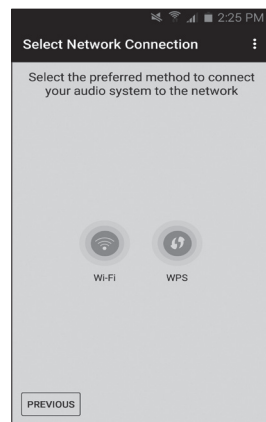 2:25 PM
Select Network Connection
Select the preferred method to connect
your audio system to the network
Wi-Fi
WPS
PREVIOUS